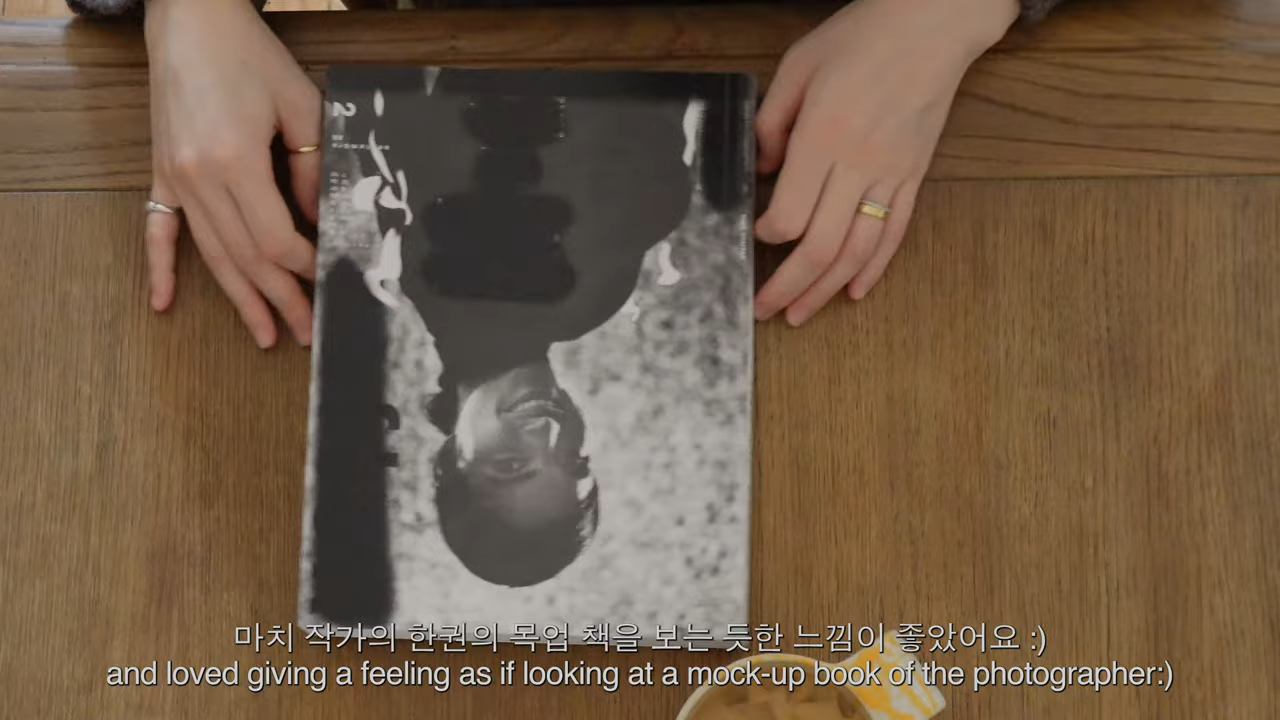 마치 작가의 한권의 목업 책을 보는 듯한 느낌이 좋았어요 :)
and loved giving a feeling as if looking at a mock-up book of the photographer:)